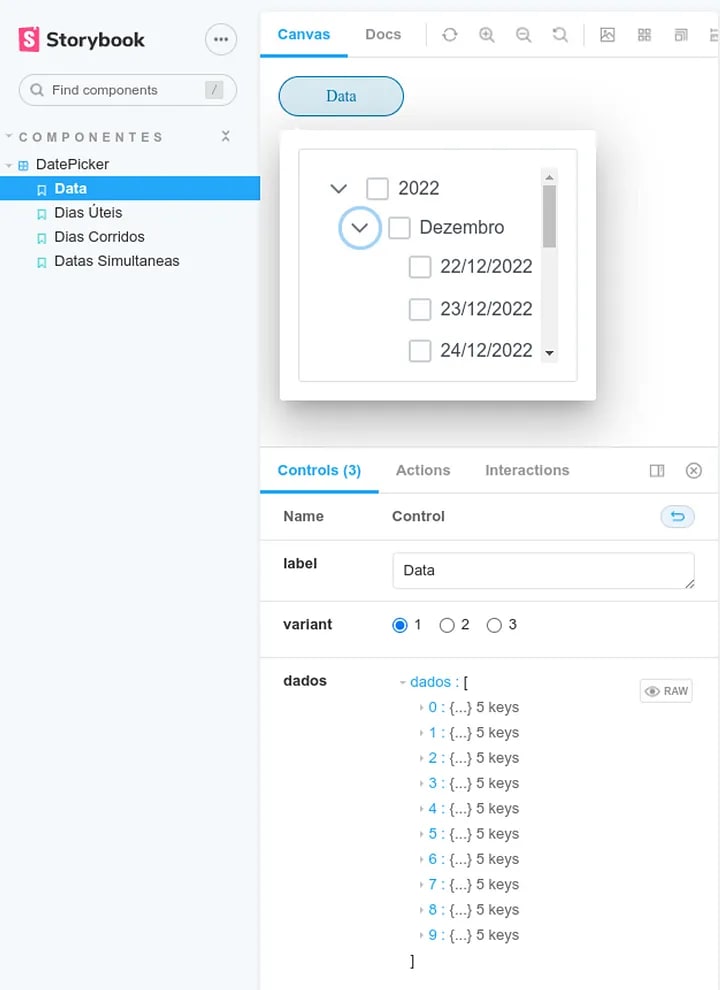 Storybook
Find components /
COMPONENTES
DatePicker
Data
Dias Úteis
Dias Corridos
Datas Simultaneas
Canvas Docs
Data
2022
Dezembro
22/12/2022
23/12/2022
24/12/2022
Controls (3) Actions Interactions
Name Control
label Data
variant 1 2 3
dados dados : [ RAW
0 : {...} 5 keys
1 : {...} 5 keys
2 : {...} 5 keys
3 : {...} 5 keys
4 : {...} 5 keys
5 : {...} 5 keys
6 : {...} 5 keys
7 : {...} 5 keys
8 : {...} 5 keys
9 : {...} 5 keys
]